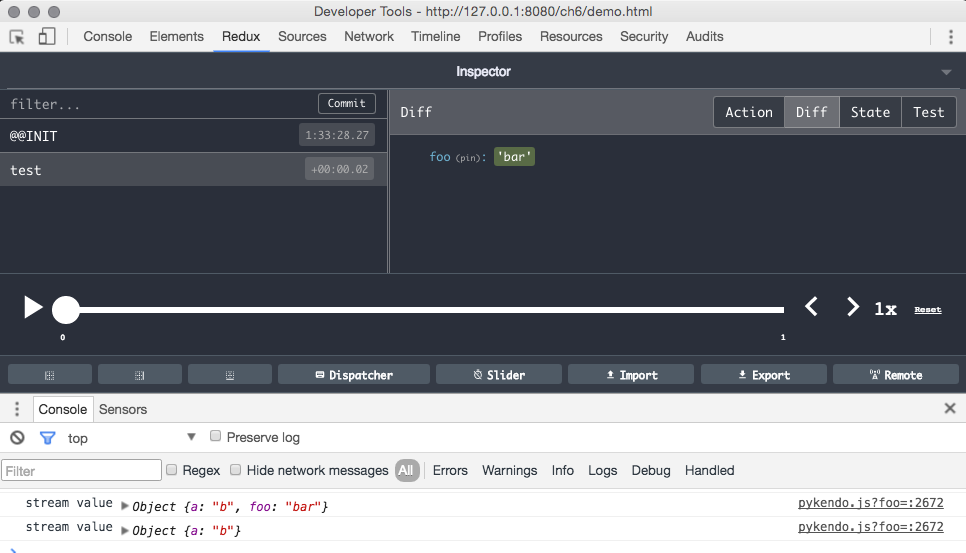 Developer Tools - http://127.0.0.1:8080/ch6/demo.html
Console Elements Redux Sources Network Timeline Profiles Resources Security Audits
Inspector
filter... Commit
@@INIT 1:33:28.27
test +00:00.02
Diff Action Diff State Test
foo (pin): 'bar'
1x Reset
0 1
Dispatcher Slider Import Export Remote
Console Sensors
top Preserve log
Filter Regex Hide network messages All Errors Warnings Info Logs Debug Handled
stream value Object {a: "b", foo: "bar"} pykendo.js?foo=:2672
stream value Object {a: "b"} pykendo.js?foo=:2672